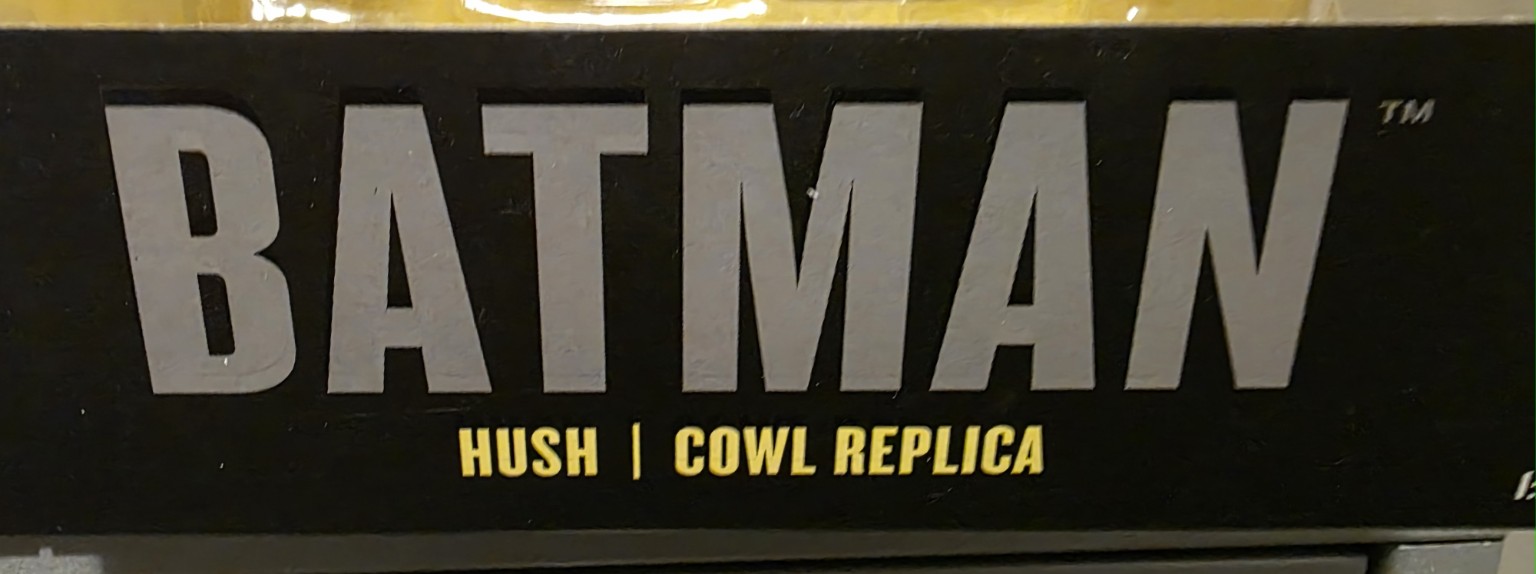 BATMAN™
HUSH | COWL REPLICA